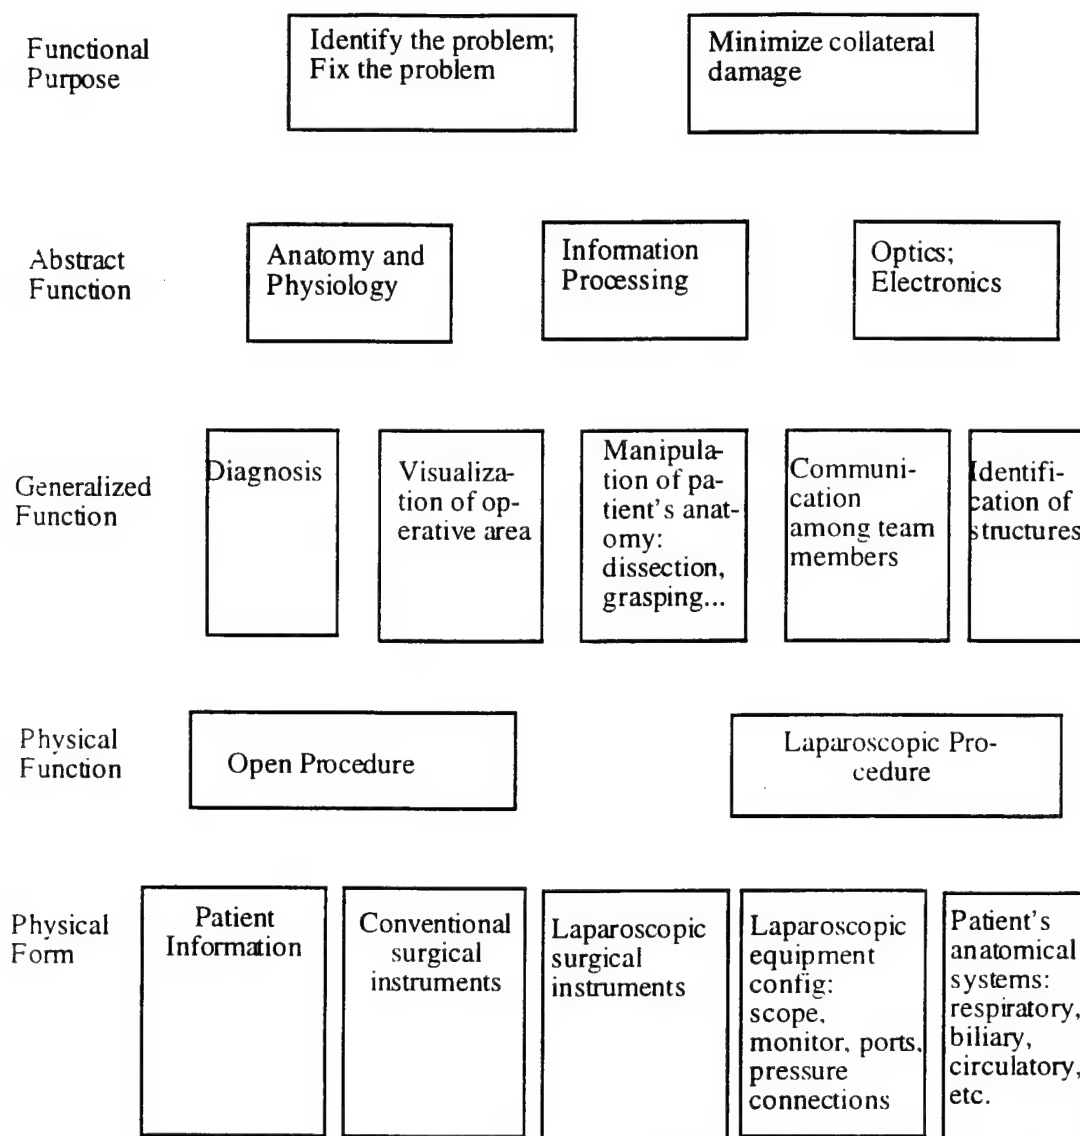 Functional
Purpose
Identify the problem;
Fix the problem
Minimize collateral
damage
Abstract
Function
Anatomy and
Physiology
Information
Processing
Optics;
Electronics
Generalized
Function
Diagnosis
Visualiza-
tion of op-
erative area
Manipula-
tion of pa-
tient's anat-
omy:
dissection,
grasping...
Communi-
cation
among team
members
Identifi-
cation of
structures
Physical
Function
Open Procedure
Laparoscopic Pro-
cedure
Physical
Form
Patient
Information
Conventional
surgical
instruments
Laparoscopic
surgical
instruments
Laparoscopic
equipment
config:
scope,
monitor, ports,
pressure
connections
Patient's
anatomical
systems:
respiratory,
biliary,
circulatory,
etc.